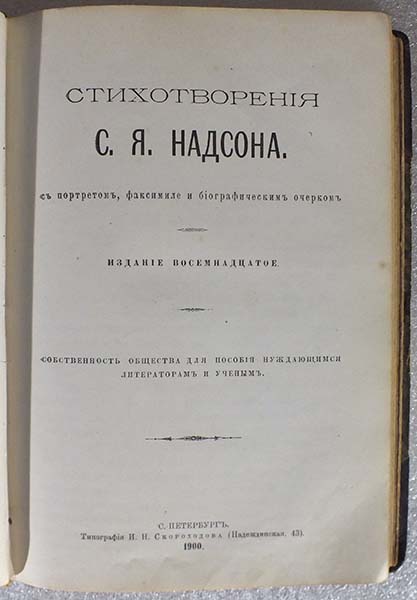 СТИХОТВОРЕНІЯ
С. Я. НАДСОНА.
съ портретомъ, факсимиле и біографическимъ очеркомъ
ИЗДАНІЕ ВОСЕМНАДЦАТОЕ.
СОБСТВЕННОСТЬ ОБЩЕСТВА ДЛЯ ПОСОБІЯ НУЖДАЮЩИМСЯ
ЛИТЕРАТОРАМЪ И УЧЕНЫМЪ.
С.-ПЕТЕРБУРГЪ.
Типографія И. Н. Скороходова (Надеждинская, 43).
1900.